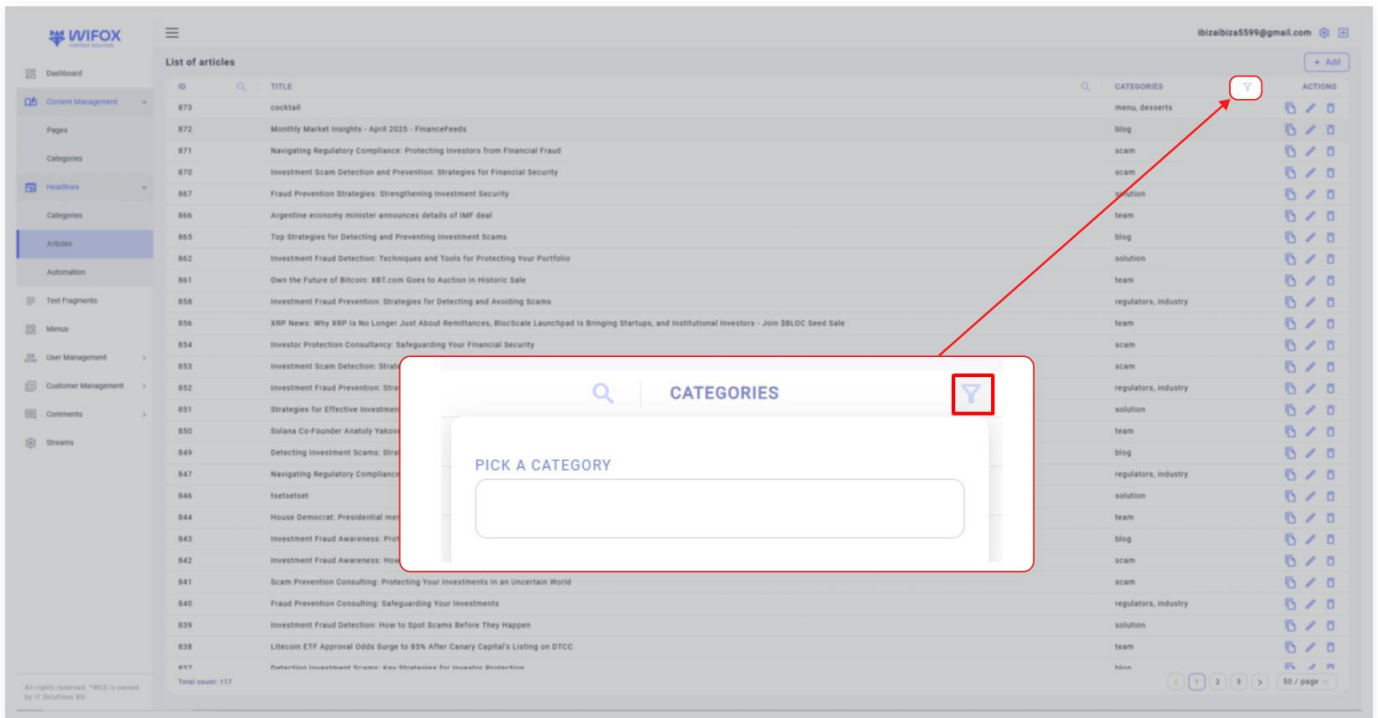 WIFOX
CONTENT SOLUTION
ibizaibiza5599@gmail.com
List of articles
+ Add
Dashboard
Content Management
Pages
Categories
Headlines
Categories
Articles
Automation
Text Fragments
Menus
User Management
Customer Management
Comments
Streams
ID TITLE CATEGORIES ACTIONS
873 cocktail menu, desserts
872 Monthly Market Insights - April 2025 - FinanceFeeds blog
871 Navigating Regulatory Compliance: Protecting Investors from Financial Fraud scam
870 Investment Scam Detection and Prevention: Strategies for Financial Security scam
867 Fraud Prevention Strategies: Strengthening Investment Security solution
866 Argentine economy minister announces details of IMF deal team
865 Top Strategies for Detecting and Preventing Investment Scams blog
862 Investment Fraud Detection: Techniques and Tools for Protecting Your Portfolio solution
861 Own the Future of Bitcoin: XBT.com Goes to Auction in Historic Sale team
858 Investment Fraud Prevention: Strategies for Detecting and Avoiding Scams regulators, industry
856 XRP News: Why XRP Is No Longer Just About Remittances, BlocScale Launchpad Is Bringing Startups, and Institutional Investors - Join $BLOC Seed Sale team
854 Investor Protection Consultancy: Safeguarding Your Financial Security scam
853 Investment Scam Detection: Strate scam
852 Investment Fraud Prevention: Stra regulators, industry
851 Strategies for Effective Investmen solution
850 Solana Co-Founder Anatoly Yakove team
849 Detecting Investment Scams: Strat blog
847 Navigating Regulatory Compliance regulators, industry
846 tsetsetset solution
844 House Democrat: Presidential mem team
843 Investment Fraud Awareness: Prot blog
842 Investment Fraud Awareness: How scam
841 Scam Prevention Consulting: Protecting Your Investments in an Uncertain World scam
840 Fraud Prevention Consulting: Safeguarding Your Investments regulators, industry
839 Investment Fraud Detection: How to Spot Scams Before They Happen solution
838 Litecoin ETF Approval Odds Surge to 85% After Canary Capital's Listing on DTCC team
837 Detecting Investment Scams: Key Strategies for Investor Protection blog
CATEGORIES
PICK A CATEGORY
Total count: 117
< 1 2 3 > 50 / page
All rights reserved. *WCS is owned
by IT Solutions BG.